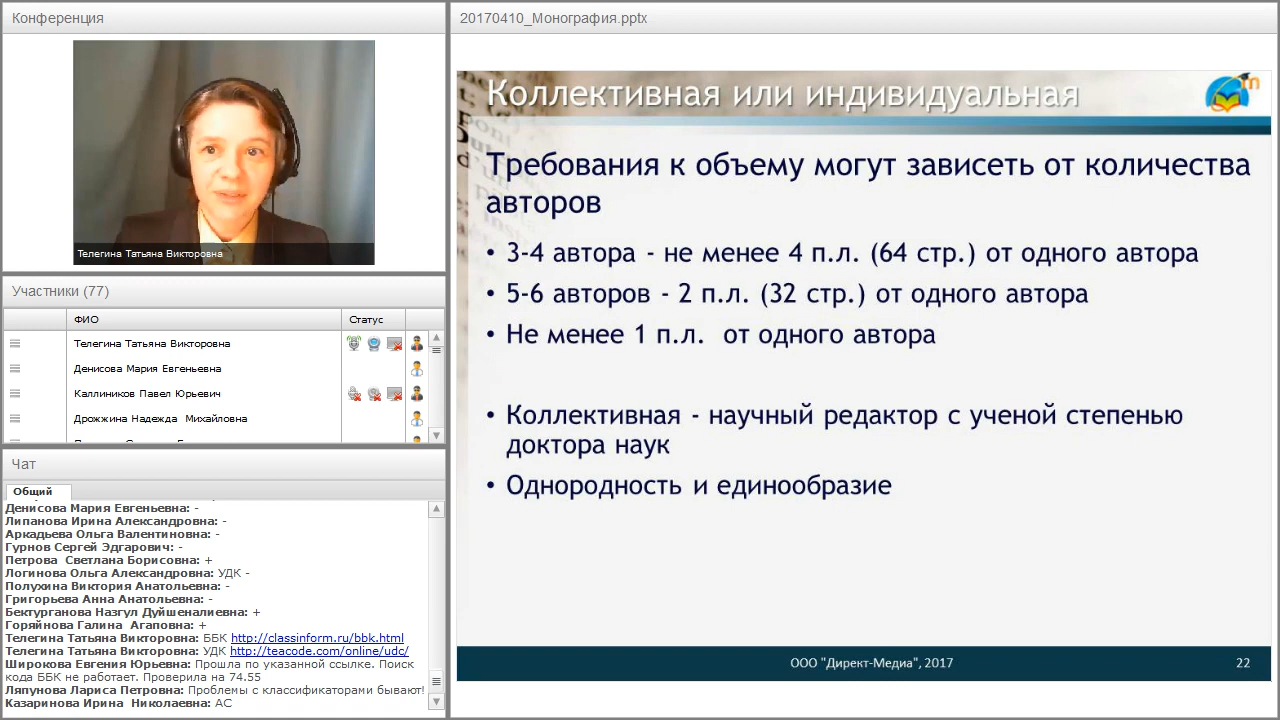 Конференция
Телегина Татьяна Викторовна
Участники (77)
ФИО
Статус
Телегина Татьяна Викторовна
Денисова Мария Евгеньевна
Каллиников Павел Юрьевич
Дрожжина Надежда Михайловна
Чат
Общий
Денисова Мария Евгеньевна: -
Липанова Ирина Александровна: -
Аркадьева Ольга Валентиновна: -
Гурнов Сергей Эдгарович: -
Петрова Светлана Борисовна: +
Логинова Ольга Александровна: УДК -
Полухина Виктория Анатольевна: -
Григорьева Анна Анатольевна: -
Бектурганова Назгул Дуйшеналиевна: +
Горяйнова Галина Агаповна: +
Телегина Татьяна Викторовна: ББК http://classinform.ru/bbk.html
Телегина Татьяна Викторовна: УДК http://teacode.com/online/udc/
Широкова Евгения Юрьевна: Прошла по указанной ссылке. Поиск
кода ББК не работает. Проверила на 74.55
Ляпунова Лариса Петровна: Проблемы с классификаторами бывают!
Казаринова Ирина Николаевна: АС
20170410_Монография.pptx
Коллективная или индивидуальная
Требования к объему могут зависеть от количества
авторов
• 3-4 автора - не менее 4 п.л. (64 стр.) от одного автора
• 5-6 авторов - 2 п.л. (32 стр.) от одного автора
• Не менее 1 п.л. от одного автора
• Коллективная - научный редактор с ученой степенью
доктора наук
• Однородность и единообразие
ООО "Директ-Медиа", 2017
22